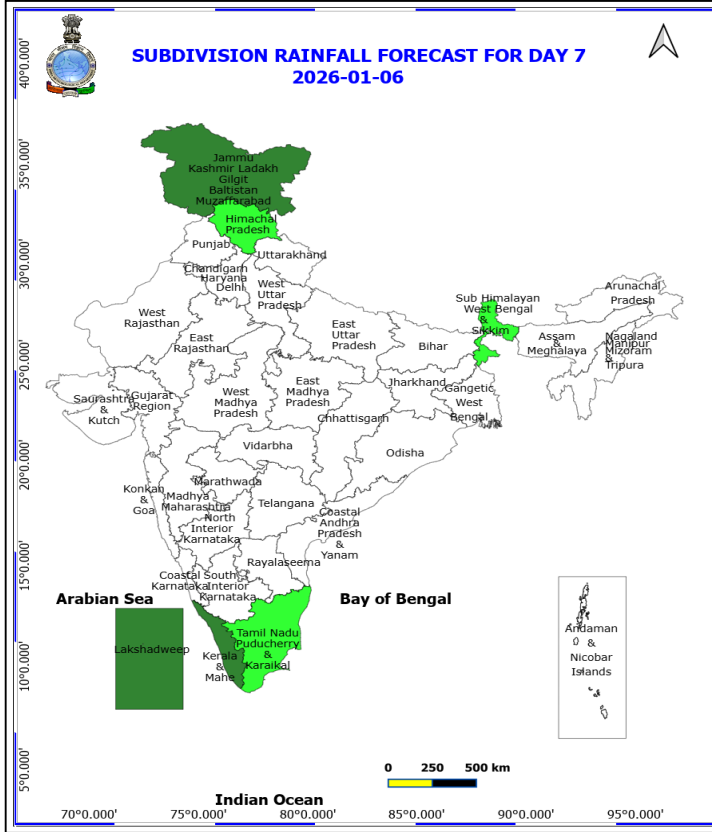 SUBDIVISION RAINFALL FORECAST FOR DAY 7
2026-01-06
40°0.000'
35°0.000'
30°0.000'
25°0.000'
20°0.000'
15°0.000'
10°0.000'
5°0.000'
Jammu
Kashmir Ladakh
Gilgit
Baltistan
Muzaffarabad
Himachal
Pradesh
Punjab
Uttarakhand
Chandigarh
Haryana
Delhi
West
Uttar
Pradesh
West
Rajasthan
East
Rajasthan
East
Uttar
Pradesh
Bihar
Sub Himalayan
West Bengal
&
Sikkim
Arunachal
Pradesh
Assam
&
Meghalaya
Nagaland
Manipur
Mizoram
&
Tripura
Saurashtra
&
Kutch
Gujarat
Region
West
Madhya
Pradesh
East
Madhya
Pradesh
Jharkhand
Gangetic
West
Bengal
Chhattisgarh
Odisha
Vidarbha
Konkan
&
Goa
Madhya
Maharashtra
Marathwada
North
Interior
Karnataka
Telangana
Coastal
Andhra
Pradesh
&
Yanam
Rayalaseema
Coastal
Karnataka
South
Interior
Karnataka
Arabian Sea
Bay of Bengal
Lakshadweep
Kerala
&
Mahe
Tamil Nadu
Puducherry
&
Karaikal
Andaman
&
Nicobar
Islands
0 250 500 km
Indian Ocean
70°0.000' 75°0.000' 80°0.000' 85°0.000' 90°0.000' 95°0.000'